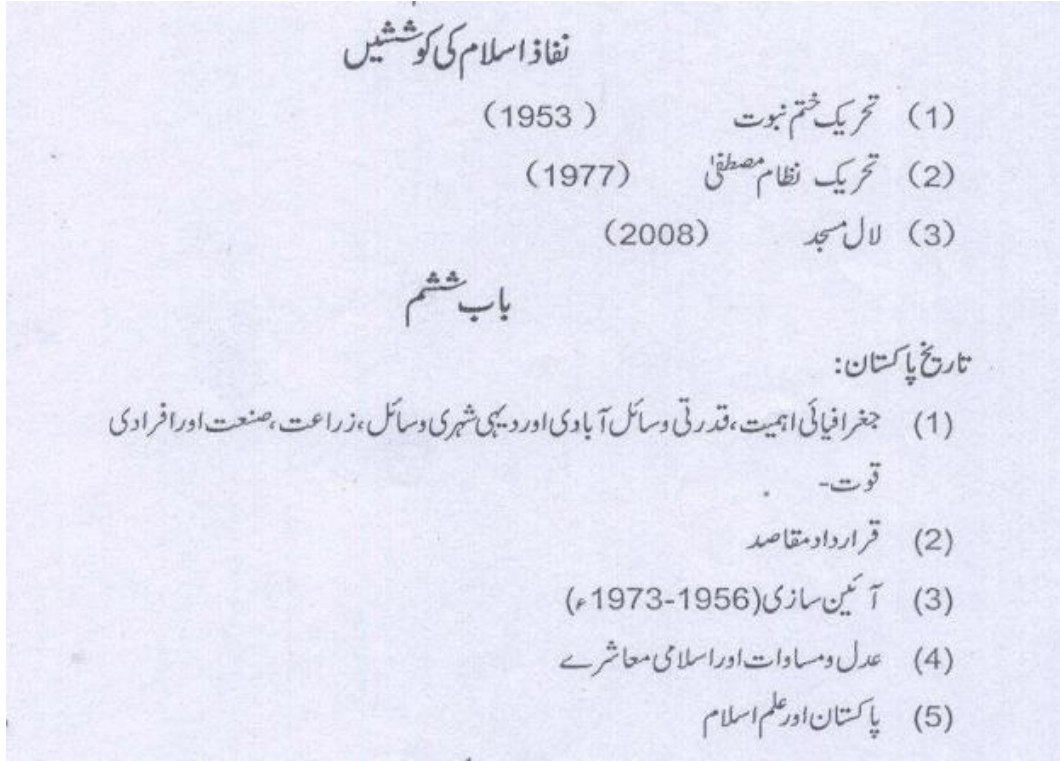 نفاذ اسلام کی کوششیں
(1) تحریک ختم نبوت (1953 )
(2) تحریک نظام مصطفیٰ (1977)
(3) لال مسجد (2008)
باب ششم
تاریخ پاکستان:
(1) جغرافیائی اہمیت، قدرتی وسائل آبادی اور دیہی شہری وسائل، زراعت، صنعت اور افرادی
قوت-
(2) قرارداد مقاصد
(3) آئین سازی (1956-1973ء)
(4) عدل ومساوات اور اسلامی معاشرے
(5) پاکستان اور علم اسلام